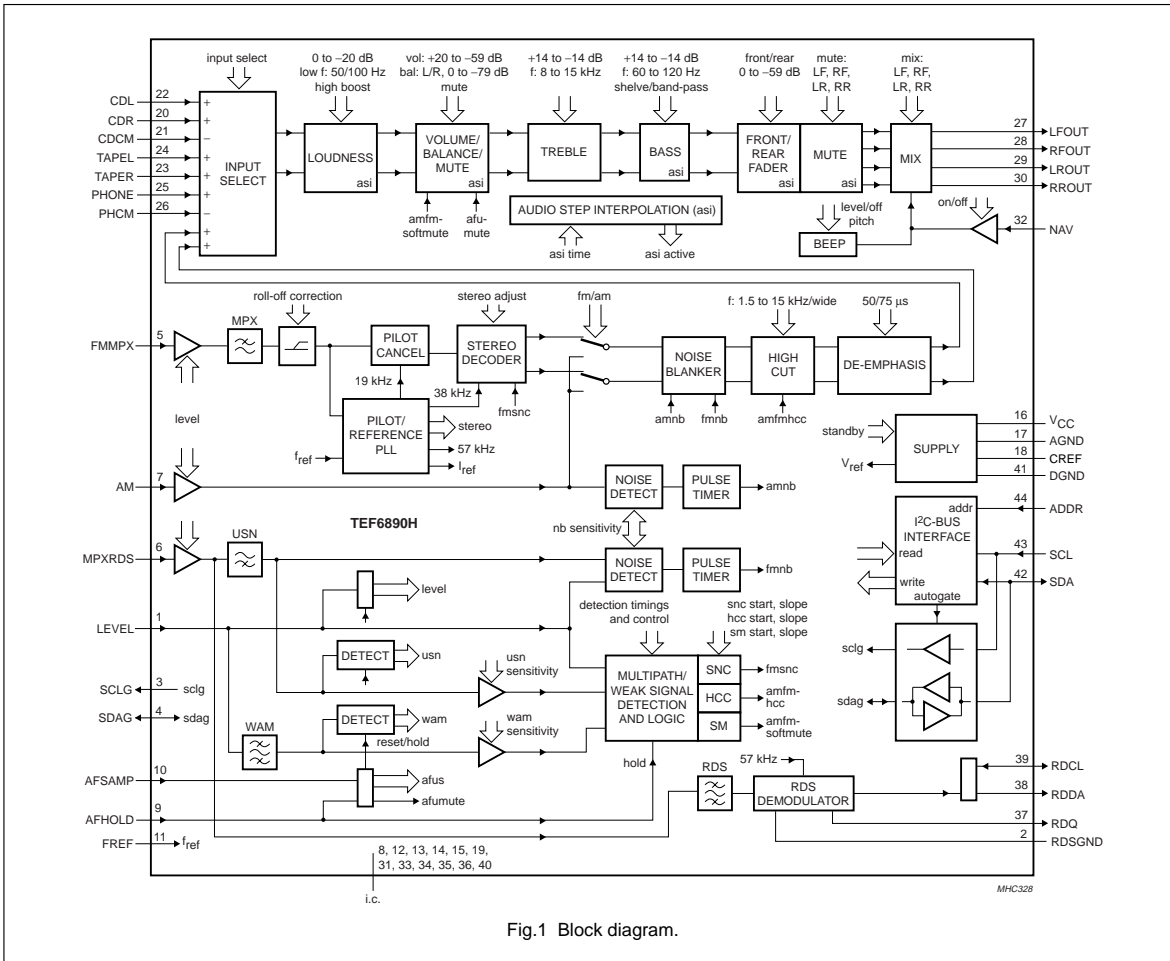 input select
0 to −20 dB
low f: 50/100 Hz
high boost
vol: +20 to −59 dB
bal: L/R, 0 to −79 dB
mute
+14 to −14 dB
f: 8 to 15 kHz
+14 to −14 dB
f: 60 to 120 Hz
shelve/band-pass
front/rear
0 to −59 dB
mute:
LF, RF,
LR, RR
mix:
LF, RF,
LR, RR
CDL
22
CDR
20
CDCM
21
TAPEL
24
TAPER
23
PHONE
25
PHCM
26
+
+
−
+
+
+
−
+
+
INPUT
SELECT
LOUDNESS
asi
VOLUME/
BALANCE/
MUTE
asi
TREBLE
BASS
asi
FRONT/
REAR
FADER
asi
MUTE
asi
MIX
27
LFOUT
28
RFOUT
29
LROUT
30
RROUT
amfm-
softmute
afu-
mute
AUDIO STEP INTERPOLATION (asi)
asi time
asi active
level/off
pitch
BEEP
on/off
32
NAV
roll-off correction
stereo adjust
fm/am
f: 1.5 to 15 kHz/wide
50/75 µs
FMMPX
5
MPX
PILOT
CANCEL
STEREO
DECODER
NOISE
BLANKER
HIGH
CUT
DE-EMPHASIS
19 kHz
38 kHz
fmsnc
amnb
fmnb
amfmhcc
level
PILOT/
REFERENCE
PLL
stereo
57 kHz
fref
Iref
standby
SUPPLY
Vref
16
VCC
17
AGND
18
CREF
41
DGND
AM
7
NOISE
DETECT
PULSE
TIMER
amnb
TEF6890H
nb sensitivity
MPXRDS
6
USN
NOISE
DETECT
PULSE
TIMER
fmnb
addr
I2C-BUS
INTERFACE
read
write
autogate
44
ADDR
43
SCL
42
SDA
level
detection timings
and control
snc start, slope
hcc start, slope
sm start, slope
LEVEL
1
DETECT
usn
usn
sensitivity
MULTIPATH/
WEAK SIGNAL
DETECTION
AND LOGIC
SNC
fmsnc
HCC
amfm-
hcc
SM
amfm-
softmute
sclg
sdag
SCLG
3
sclg
SDAG
4
sdag
WAM
DETECT
wam
reset/hold
wam
sensitivity
hold
AFSAMP
10
afus
afumute
AFHOLD
9
FREF
11
fref
RDS
57 kHz
RDS
DEMODULATOR
39
RDCL
38
RDDA
37
RDQ
2
RDSGND
8, 12, 13, 14, 15, 19,
31, 33, 34, 35, 36, 40
i.c.
MHC328
Fig.1 Block diagram.